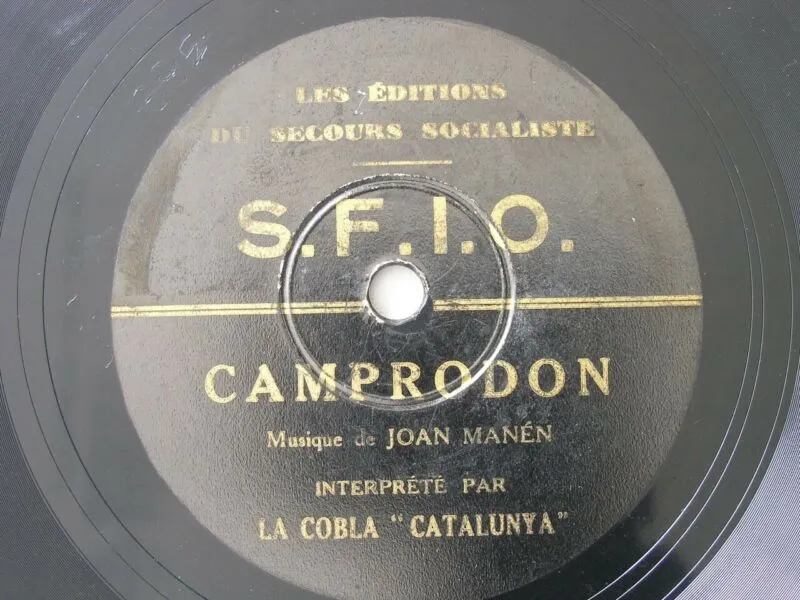 LES ÉDITIONS
DU SECOURS SOCIALISTE
S.F.I.O.
CAMPRODON
Musique de JOAN MANÉN
INTERPRÉTÉ PAR
LA COBLA "CATALUNYA"